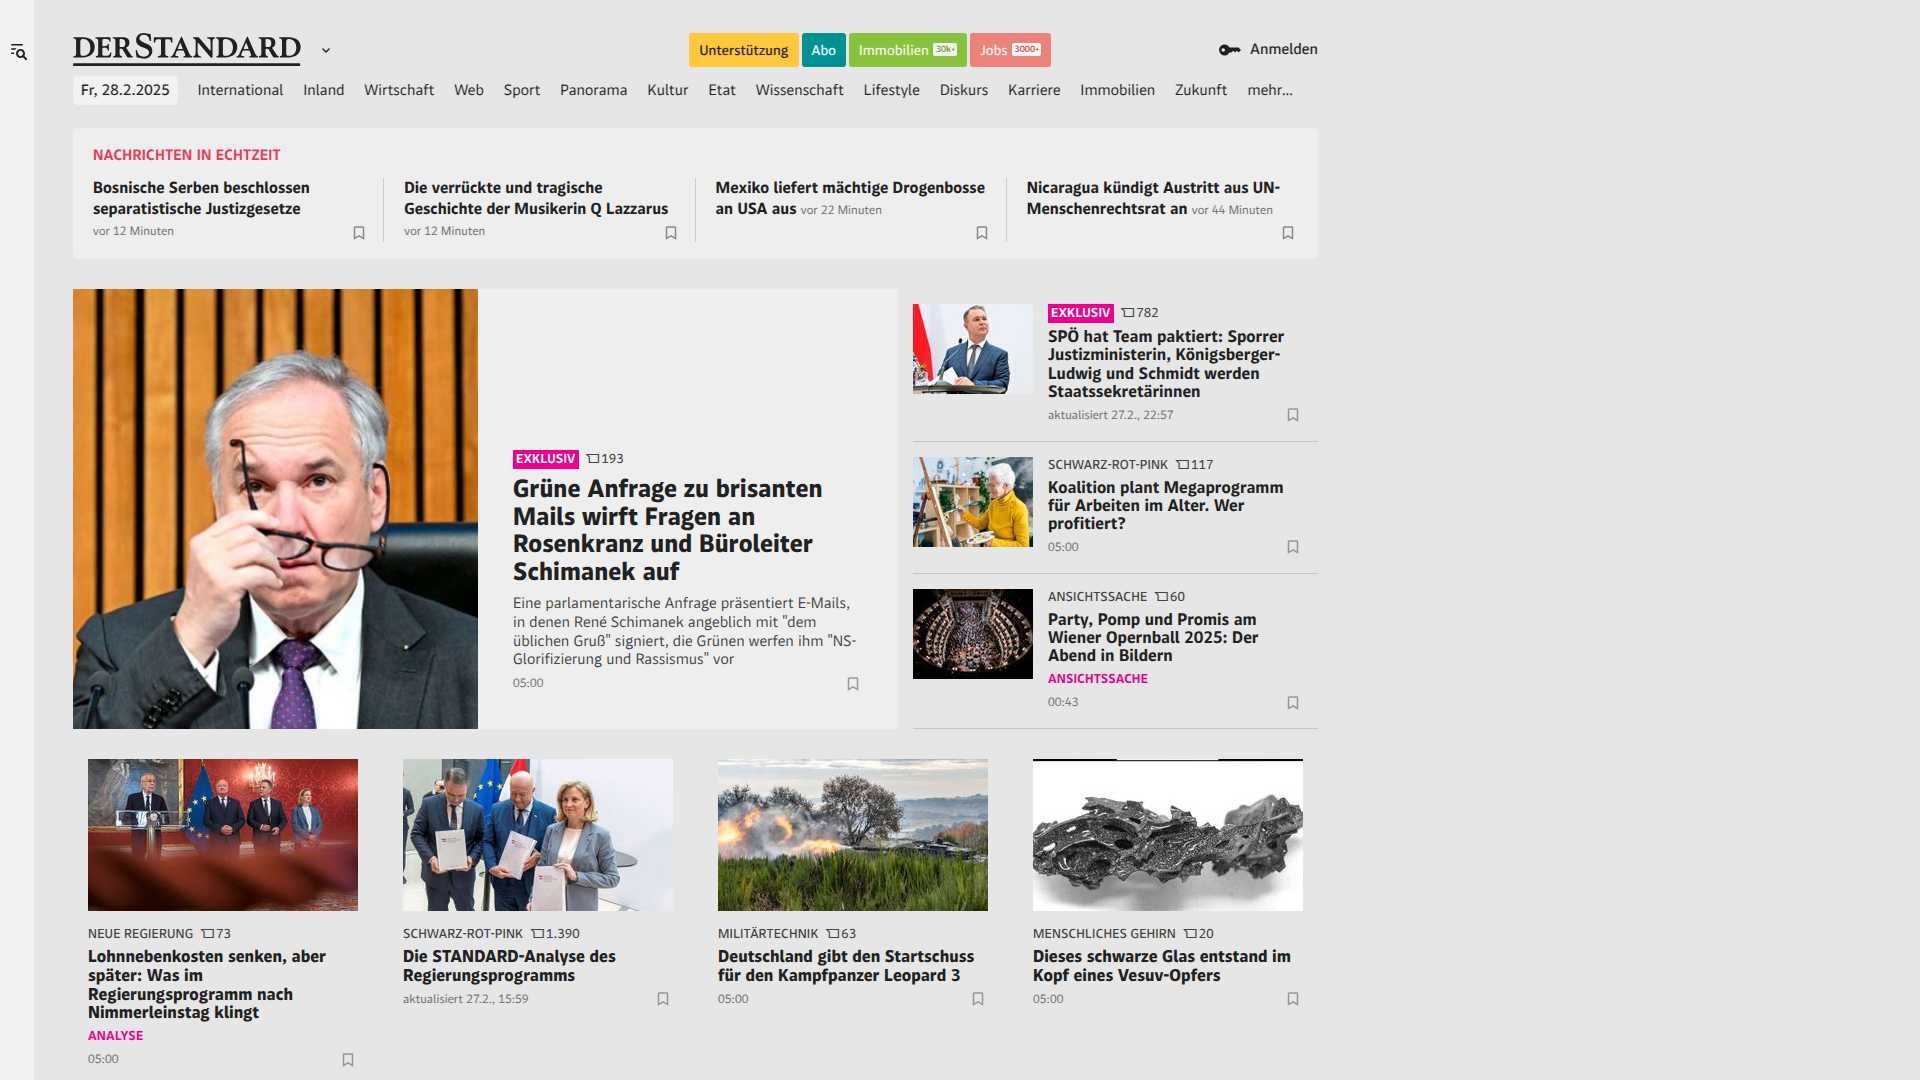 DERSTANDARD
Unterstützung
Abo
Immobilien 30k+
Jobs 3000+
Anmelden
Fr, 28.2.2025
International
Inland
Wirtschaft
Web
Sport
Panorama
Kultur
Etat
Wissenschaft
Lifestyle
Diskurs
Karriere
Immobilien
Zukunft
mehr...
NACHRICHTEN IN ECHTZEIT
Bosnische Serben beschlossen
separatistische Justizgesetze
vor 12 Minuten
Die verrückte und tragische
Geschichte der Musikerin Q Lazzarus
vor 12 Minuten
Mexiko liefert mächtige Drogenbosse
an USA aus vor 22 Minuten
Nicaragua kündigt Austritt aus UN-
Menschenrechtsrat an vor 44 Minuten
EXKLUSIV 193
Grüne Anfrage zu brisanten
Mails wirft Fragen an
Rosenkranz und Büroleiter
Schimanek auf
Eine parlamentarische Anfrage präsentiert E-Mails,
in denen René Schimanek angeblich mit "dem
üblichen Gruß" signiert, die Grünen werfen ihm "NS-
Glorifizierung und Rassismus" vor
05:00
EXKLUSIV 782
SPÖ hat Team paktiert: Sporrer
Justizministerin, Königsberger-
Ludwig und Schmidt werden
Staatssekretärinnen
aktualisiert 27.2., 22:57
SCHWARZ-ROT-PINK 117
Koalition plant Megaprogramm
für Arbeiten im Alter. Wer
profitiert?
05:00
ANSICHTSSACHE 60
Party, Pomp und Promis am
Wiener Opernball 2025: Der
Abend in Bildern
ANSICHTSSACHE
00:43
NEUE REGIERUNG 73
Lohnnebenkosten senken, aber
später: Was im
Regierungsprogramm nach
Nimmerleinstag klingt
ANALYSE
05:00
SCHWARZ-ROT-PINK 1.390
Die STANDARD-Analyse des
Regierungsprogramms
aktualisiert 27.2., 15:59
MILITÄRTECHNIK 63
Deutschland gibt den Startschuss
für den Kampfpanzer Leopard 3
05:00
MENSCHLICHES GEHIRN 20
Dieses schwarze Glas entstand im
Kopf eines Vesuv-Opfers
05:00